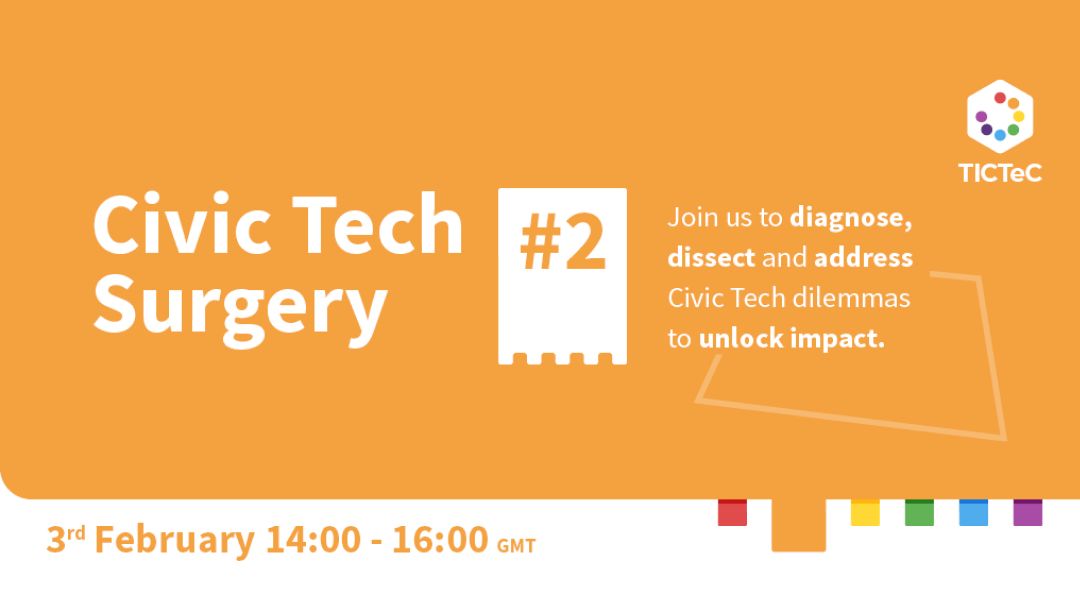 Civic Tech
Surgery
#2
Join us to diagnose,
dissect and address
Civic Tech dilemmas
to unlock impact.
TICTeC
3rd February 14:00 - 16:00 GMT